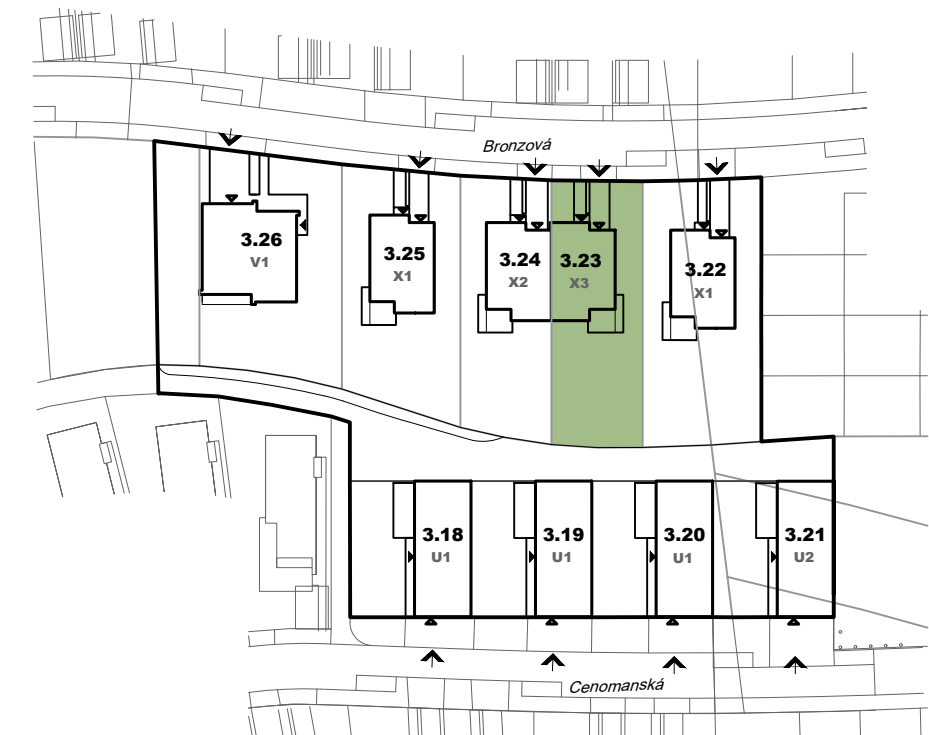 Bronzová
3.26
V1
3.25
X1
3.24
X2
3.23
X3
3.22
X1
3.18
U1
3.19
U1
3.20
U1
3.21
U2
Cenomanská